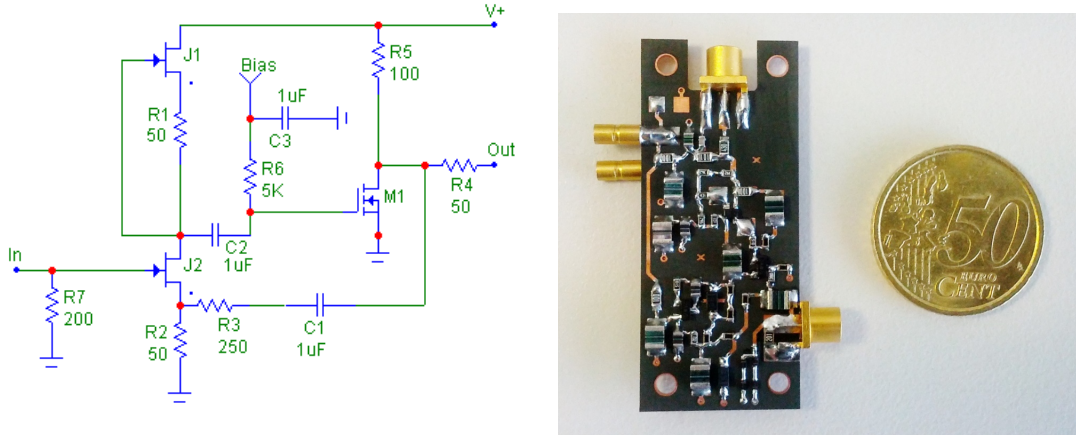 V+
J1
R5
100
Bias
1uF
R1
50
C3
Out
R6
5K
R4
50
M1
In
C2
1uF
J2
R7
200
R3
250
C1
1uF
R2
50
50
EURO
CENT